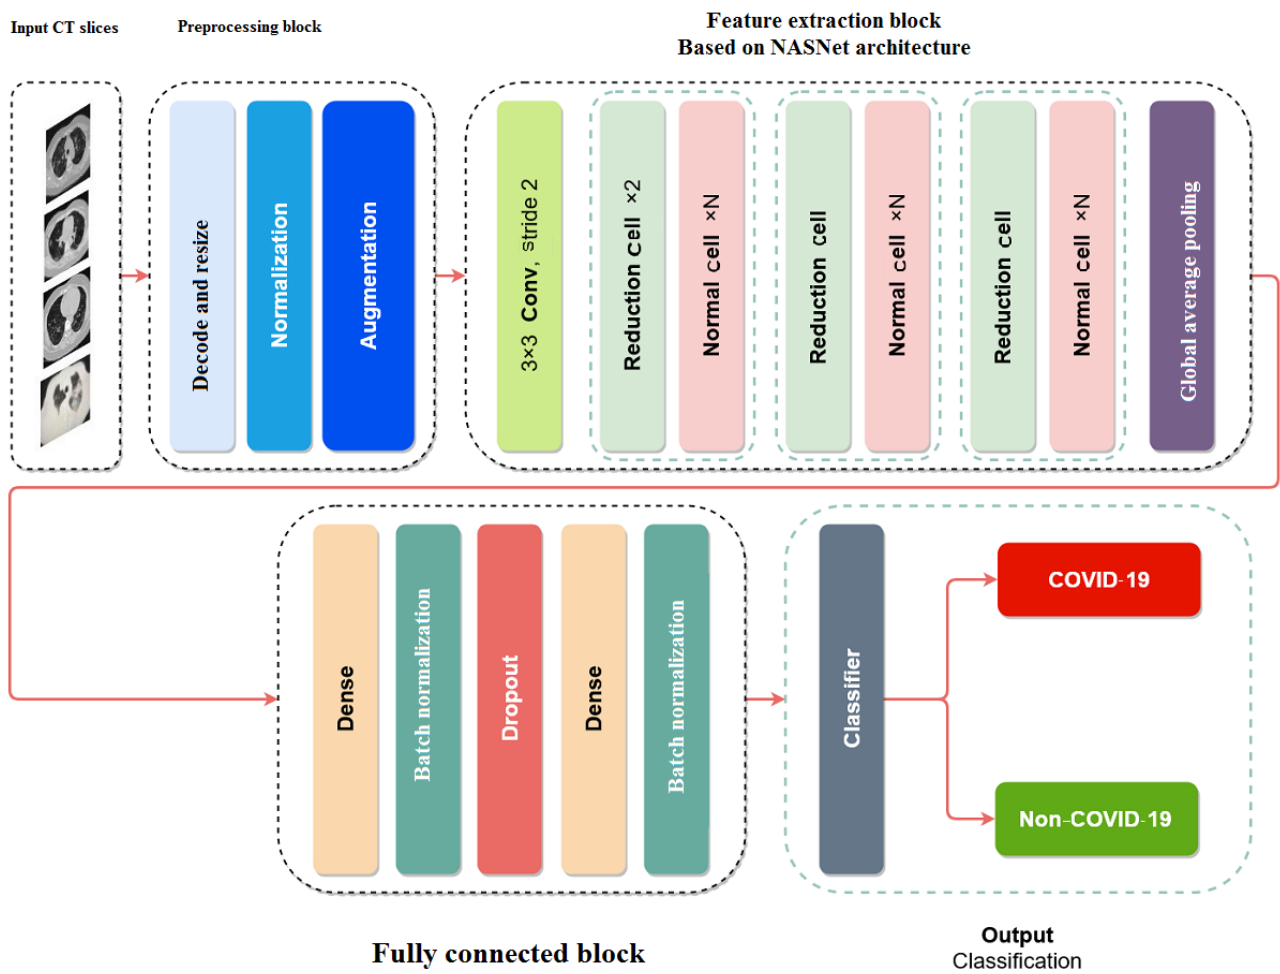 Input CT slices
Preprocessing block
Feature extraction block
Based on NASNet architecture
Decode and resize
Normalization
Augmentation
3×3 Conv, stride 2
Reduction cell ×2
Normal cell ×N
Reduction cell
Normal cell ×N
Reduction cell
Normal cell ×N
Global average pooling
Dense
Batch normalization
Dropout
Dense
Batch normalization
Classifier
COVID-19
Non-COVID-19
Fully connected block
Output
Classification